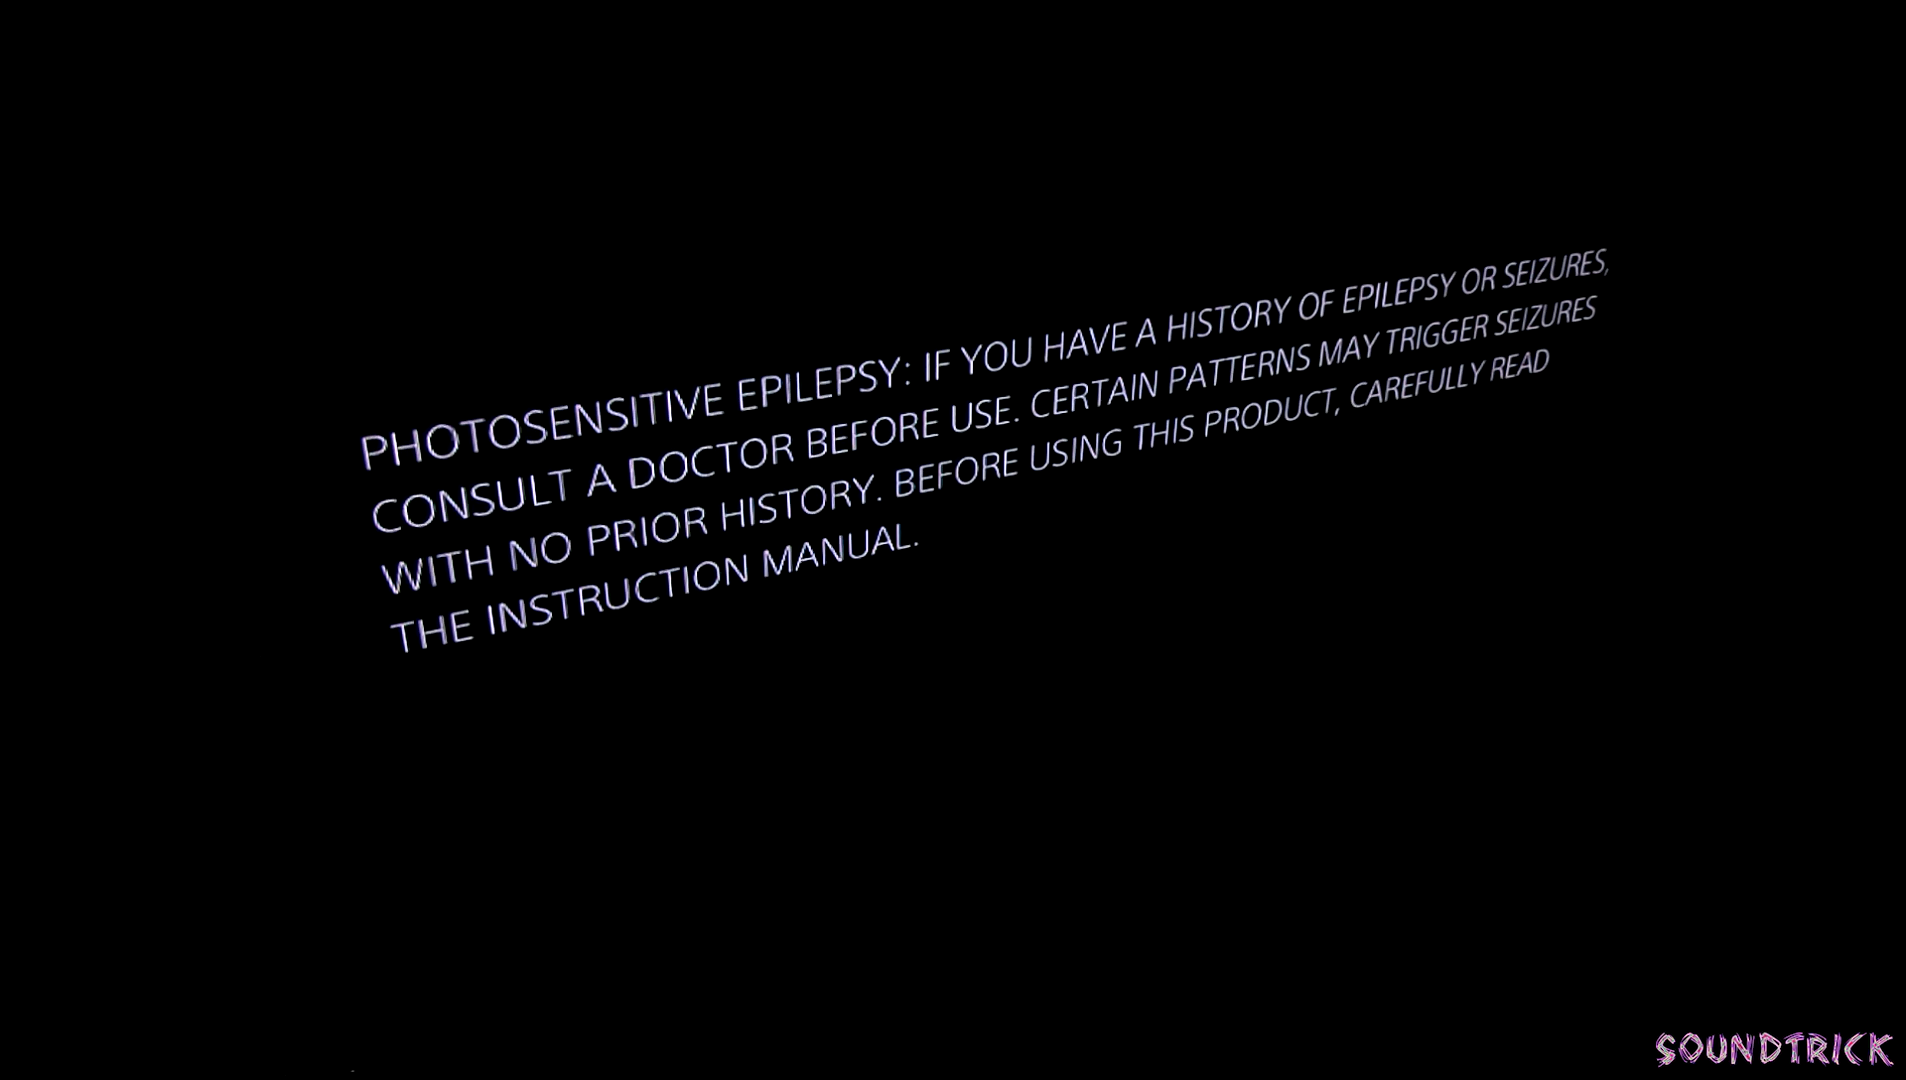 PHOTOSENSITIVE EPILEPSY: IF YOU HAVE A HISTORY OF EPILEPSY OR SEIZURES,
CONSULT A DOCTOR BEFORE USE. CERTAIN PATTERNS MAY TRIGGER SEIZURES
WITH NO PRIOR HISTORY. BEFORE USING THIS PRODUCT, CAREFULLY READ
THE INSTRUCTION MANUAL.
SOUNDTRICK